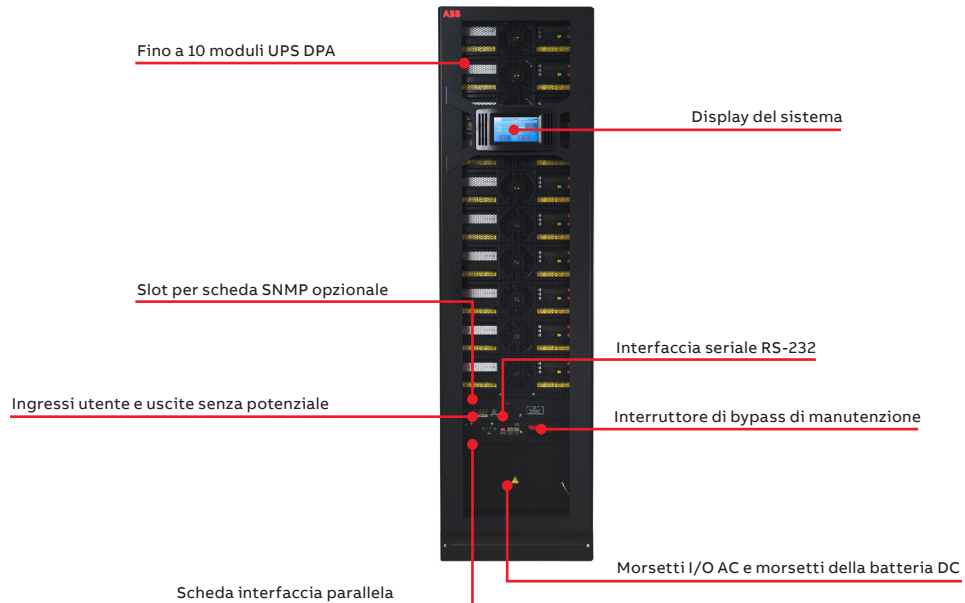 ABB
Fino a 10 moduli UPS DPA
Display del sistema
Slot per scheda SNMP opzionale
Interfaccia seriale RS-232
Ingressi utente e uscite senza potenziale
Interruttore di bypass di manutenzione
Morsetti I/O AC e morsetti della batteria DC
Scheda interfaccia parallela